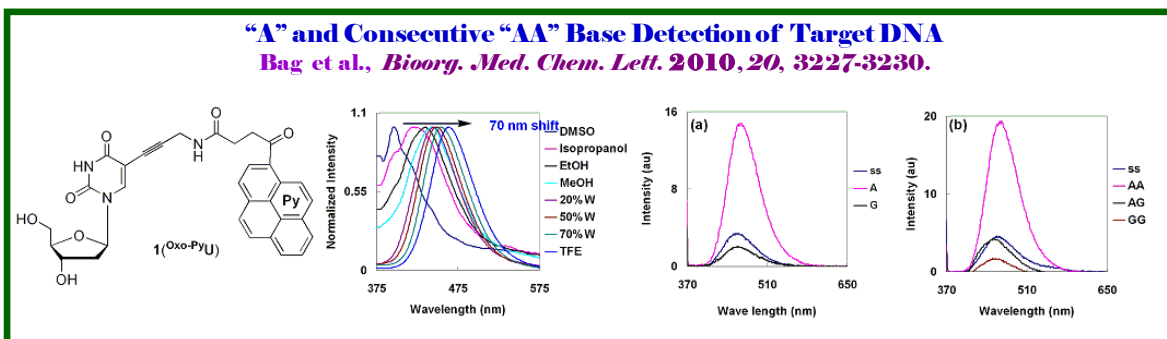 “A” and Consecutive “AA” Base Detection of Target DNA
Bag et al., Bioorg. Med. Chem. Lett. 2010, 20, 3227-3230.
O
O
N
H
O
HN
O
N
HO
O
OH
Py
1(Oxo-PyU)
1.1
0.55
0
375
475
575
Normalized Intensity
Wavelength (nm)
70 nm shift
DMSO
Isopropanol
EtOH
MeOH
20% W
50% W
70% W
TFE
(a)
16
8
0
370
510
650
Intensity (au)
Wave length (nm)
ss
A
G
(b)
20
10
0
370
510
650
Intensity (au)
Wavelength (nm)
ss
AA
AG
GG